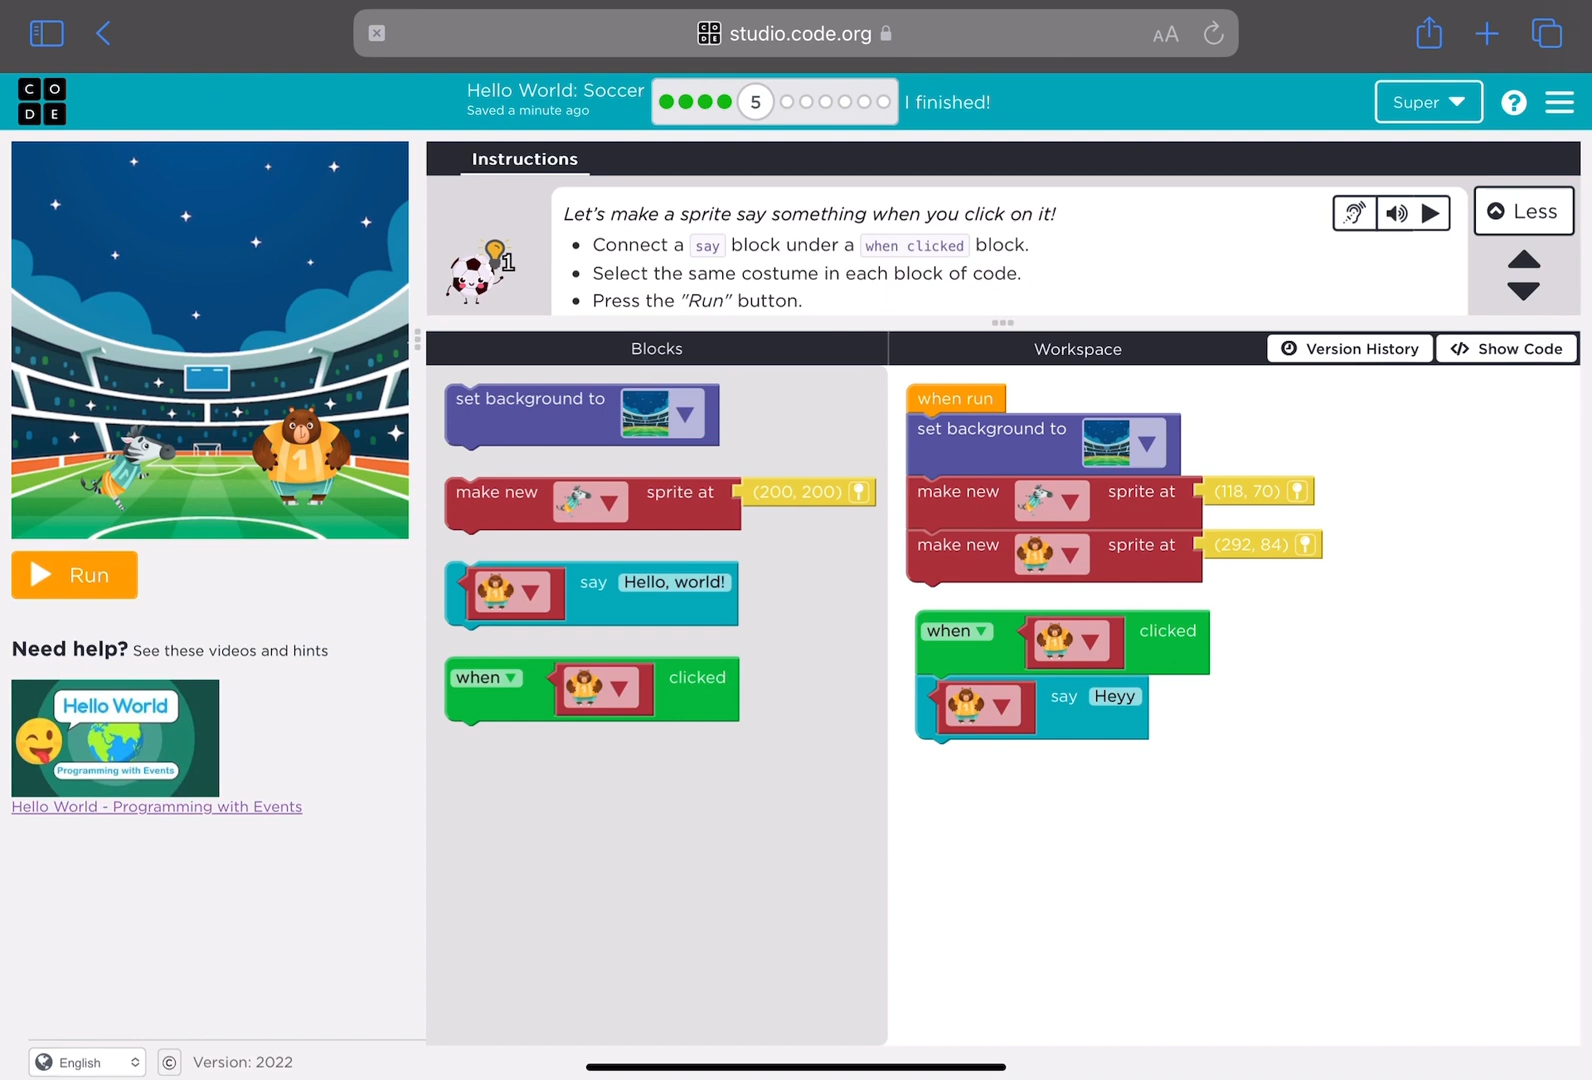 studio.code.org
AA
C O
D E
Hello World: Soccer
Saved a minute ago
5
I finished!
Super
?
Instructions
1
Let's make a sprite say something when you click on it!
• Connect a say block under a when clicked block.
• Select the same costume in each block of code.
• Press the "Run" button.
Less
Blocks
Workspace
Version History
Show Code
set background to
make new sprite at (200, 200)
say Hello, world!
when clicked
when run
set background to
make new sprite at (118, 70)
make new sprite at (292, 84)
when clicked
say Heyy
1
Run
Need help? See these videos and hints
Hello World
Programming with Events
Hello World - Programming with Events
English
©
Version: 2022